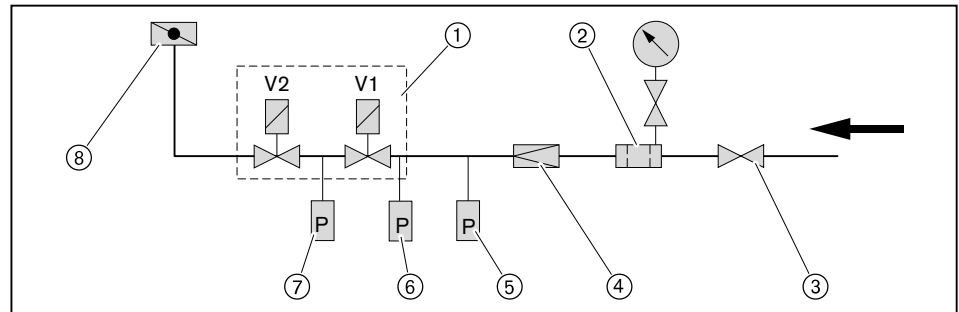 ① ②
V2 V1
⑧
P P P
⑦ ⑥ ⑤ ④ ③